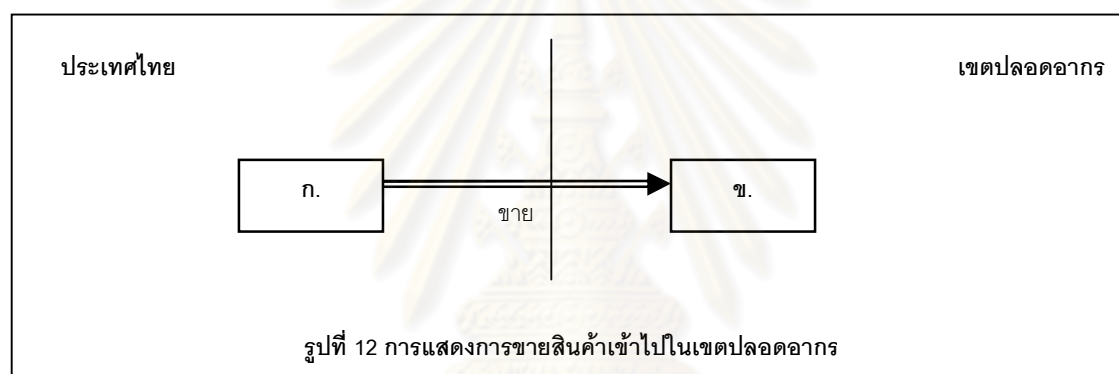 ประเทศไทย เขตปลอดอากร
ก. ข.
ขาย
รูปที่ 12 การแสดงการขายสินค้าเข้าไปในเขตปลอดอากร